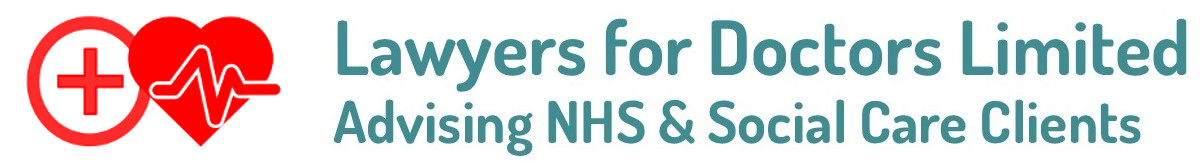 Lawyers for Doctors Limited
Advising NHS & Social Care Clients